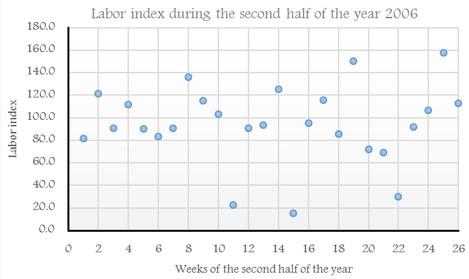 Labor index during the second half of the year 2006
180.0
160.0
140.0
120.0
100.0
80.0
60.0
40.0
20.0
0.0
Labor index
0 2 4 6 8 10 12 14 16 18 20 22 24 26
Weeks of the second half of the year